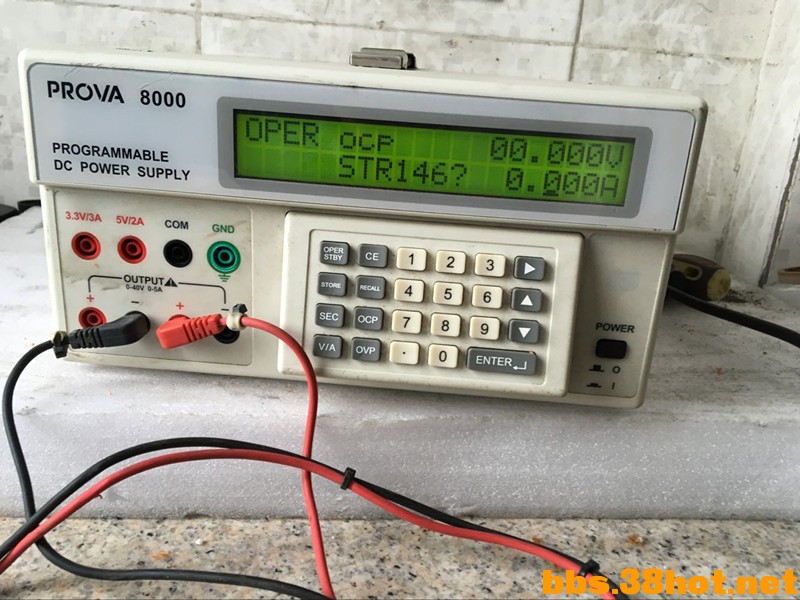 PROVA 8000
PROGRAMMABLE
DC POWER SUPPLY
OPER OCP 00.000V
STR146? 0.000A
3.3V/3A 5V/2A COM GND
OUTPUT
0-40V 0-5A
+ - + -
OPER
STBY
CE
1 2 3
STORE
RECALL
4 5 6
SEC
OCP
7 8 9
V/A
OVP
· 0
ENTER
POWER
O
I
bbs.38hot.net